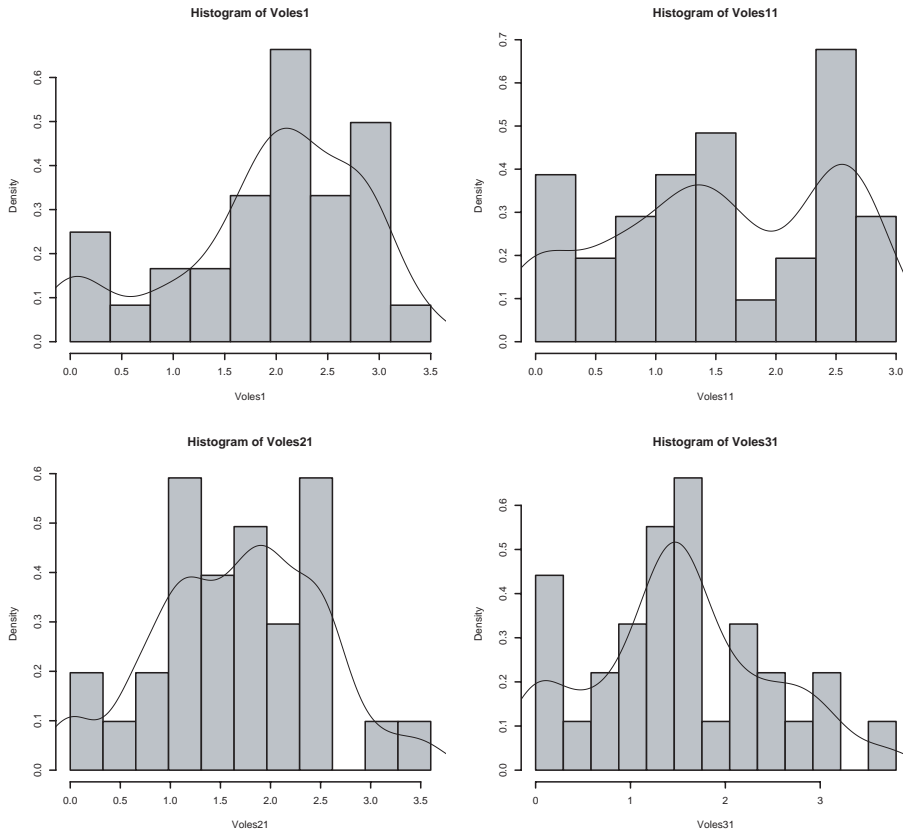 Histogram of Voles1
Density
0.0 0.1 0.2 0.3 0.4 0.5 0.6
0.0 0.5 1.0 1.5 2.0 2.5 3.0 3.5
Voles1
Histogram of Voles11
Density
0.0 0.1 0.2 0.3 0.4 0.5 0.6 0.7
0.0 0.5 1.0 1.5 2.0 2.5 3.0
Voles11
Histogram of Voles21
Density
0.0 0.1 0.2 0.3 0.4 0.5 0.6
0.0 0.5 1.0 1.5 2.0 2.5 3.0 3.5
Voles21
Histogram of Voles31
Density
0.0 0.1 0.2 0.3 0.4 0.5 0.6
0 1 2 3
Voles31